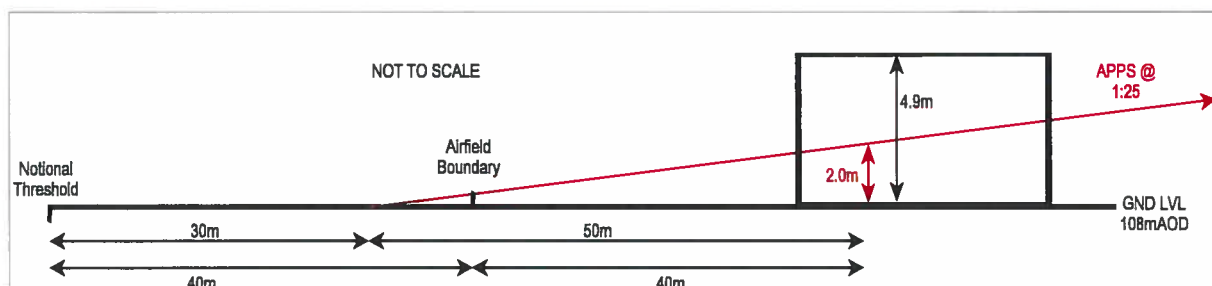 NOT TO SCALE
APPS @
1:25
4.9m
Airfield
Boundary
Notional
Threshold
2.0m
GND LVL
108mAOD
30m
50m
40m
40m